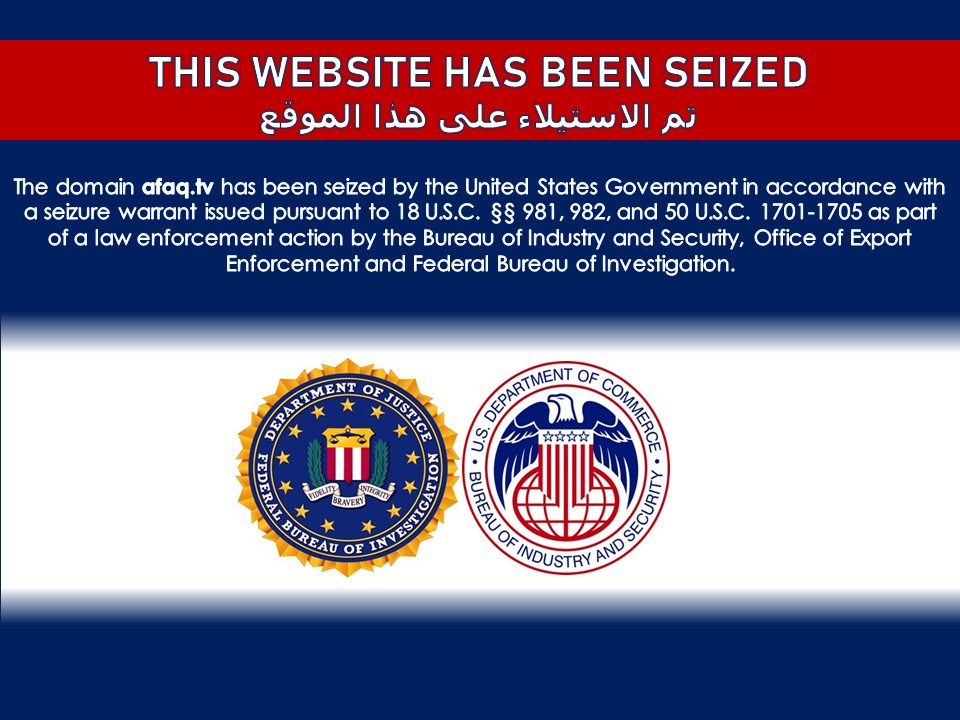 THIS WEBSITE HAS BEEN SEIZED
تم الاستيلاء على هذا الموقع
The domain afaq.tv has been seized by the United States Government in accordance with
a seizure warrant issued pursuant to 18 U.S.C. §§ 981, 982, and 50 U.S.C. 1701-1705 as part
of a law enforcement action by the Bureau of Industry and Security, Office of Export
Enforcement and Federal Bureau of Investigation.
DEPARTMENT OF JUSTICE
FEDERAL BUREAU OF INVESTIGATION
FIDELITY
BRAVERY
INTEGRITY
U.S. DEPARTMENT OF COMMERCE
BUREAU OF INDUSTRY AND SECURITY